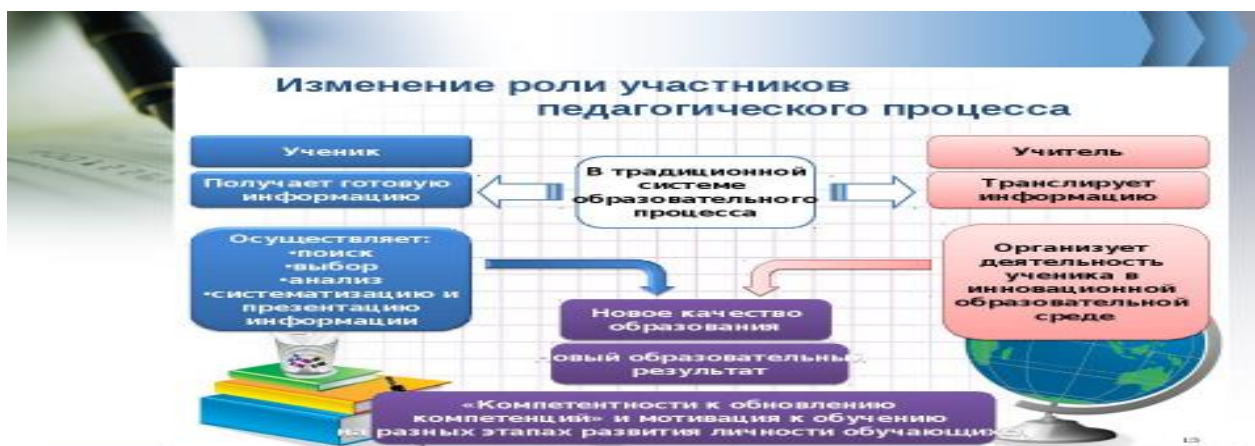 Изменение роли участников
педагогического процесса
Ученик
Получает готовую
информацию
В традиционной
системе
образовательного
процесса
Учитель
Транслирует
информацию
Осуществляет:
•поиск
•выбор
•анализ
•систематизацию и
презентацию
информации
Организует
деятельность
ученика в
инновационной
образовательной
среде
Новое качество
образования
овый образовательный
результат
«Компетентности к обновлению
компетенций» и мотивация к обучению
на разных этапах развития личности обучающихся